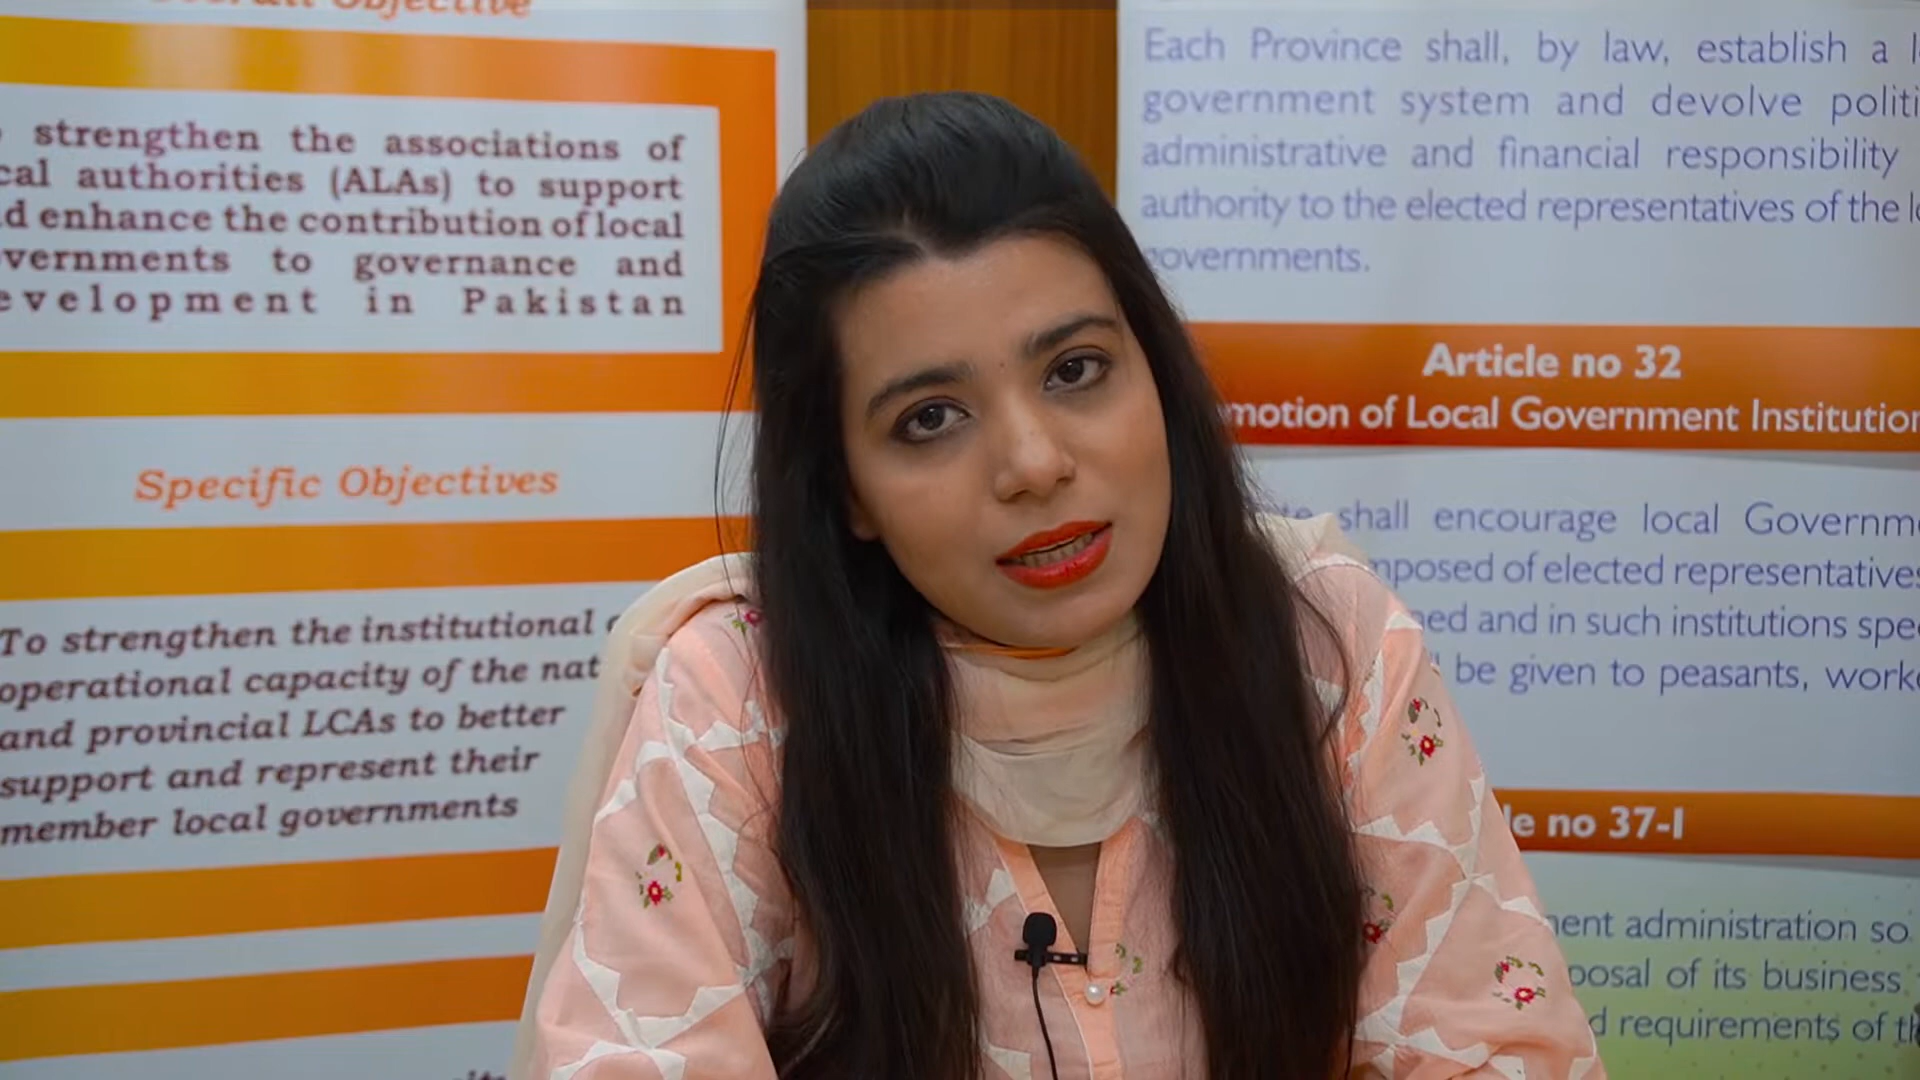 Overall Objective
strengthen the associations of
cal authorities (ALAs) to support
d enhance the contribution of local
vernments to governance and
evelopment in Pakistan
Specific Objectives
To strengthen the institutional
operational capacity of the nat
and provincial LCAs to better
support and represent their
member local governments
Each Province shall, by law, establish a l
government system and devolve politi
administrative and financial responsibility
authority to the elected representatives of the l
governments.
Article no 32
motion of Local Government Institution
shall encourage local Governm
mposed of elected representatives
ned and in such institutions spe
be given to peasants, work
le no 37-I
ent administration so
posal of its business
d requirements of t